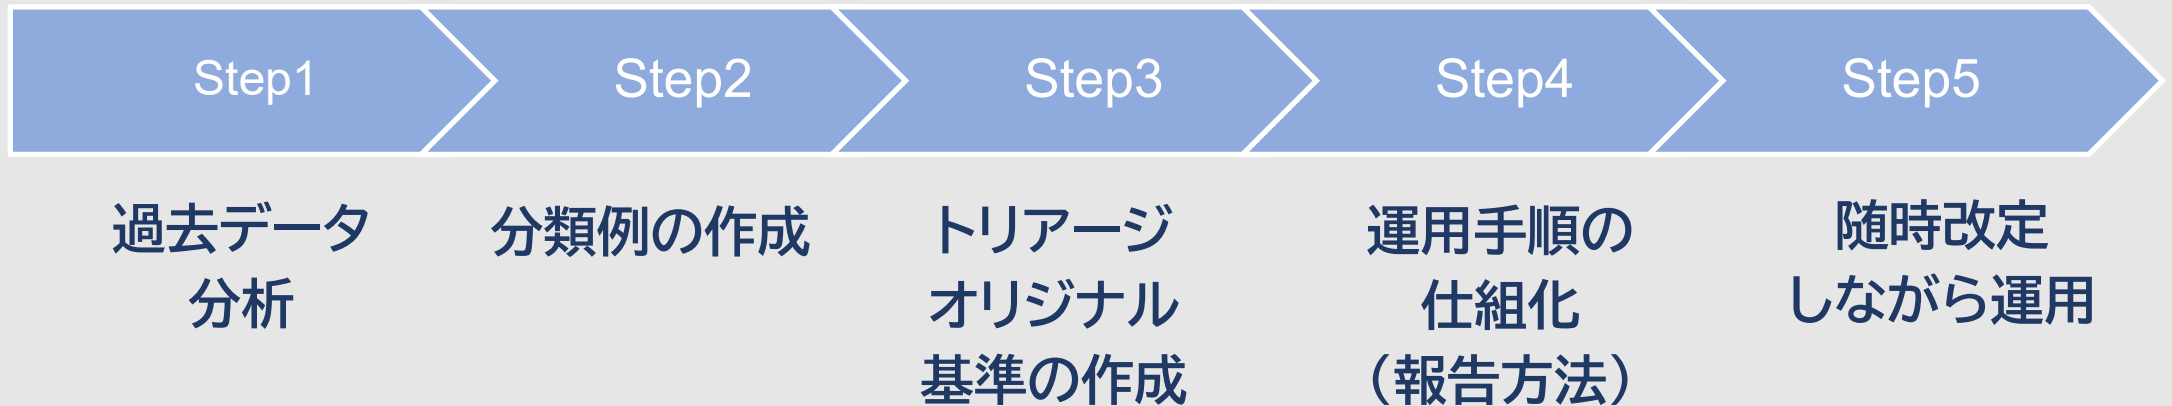 Step1
Step2
Step3
Step4
Step5
過去データ
分析
分類例の作成
トリアージ
オリジナル
基準の作成
運用手順の
仕組化
（報告方法）
随時改定
しながら運用